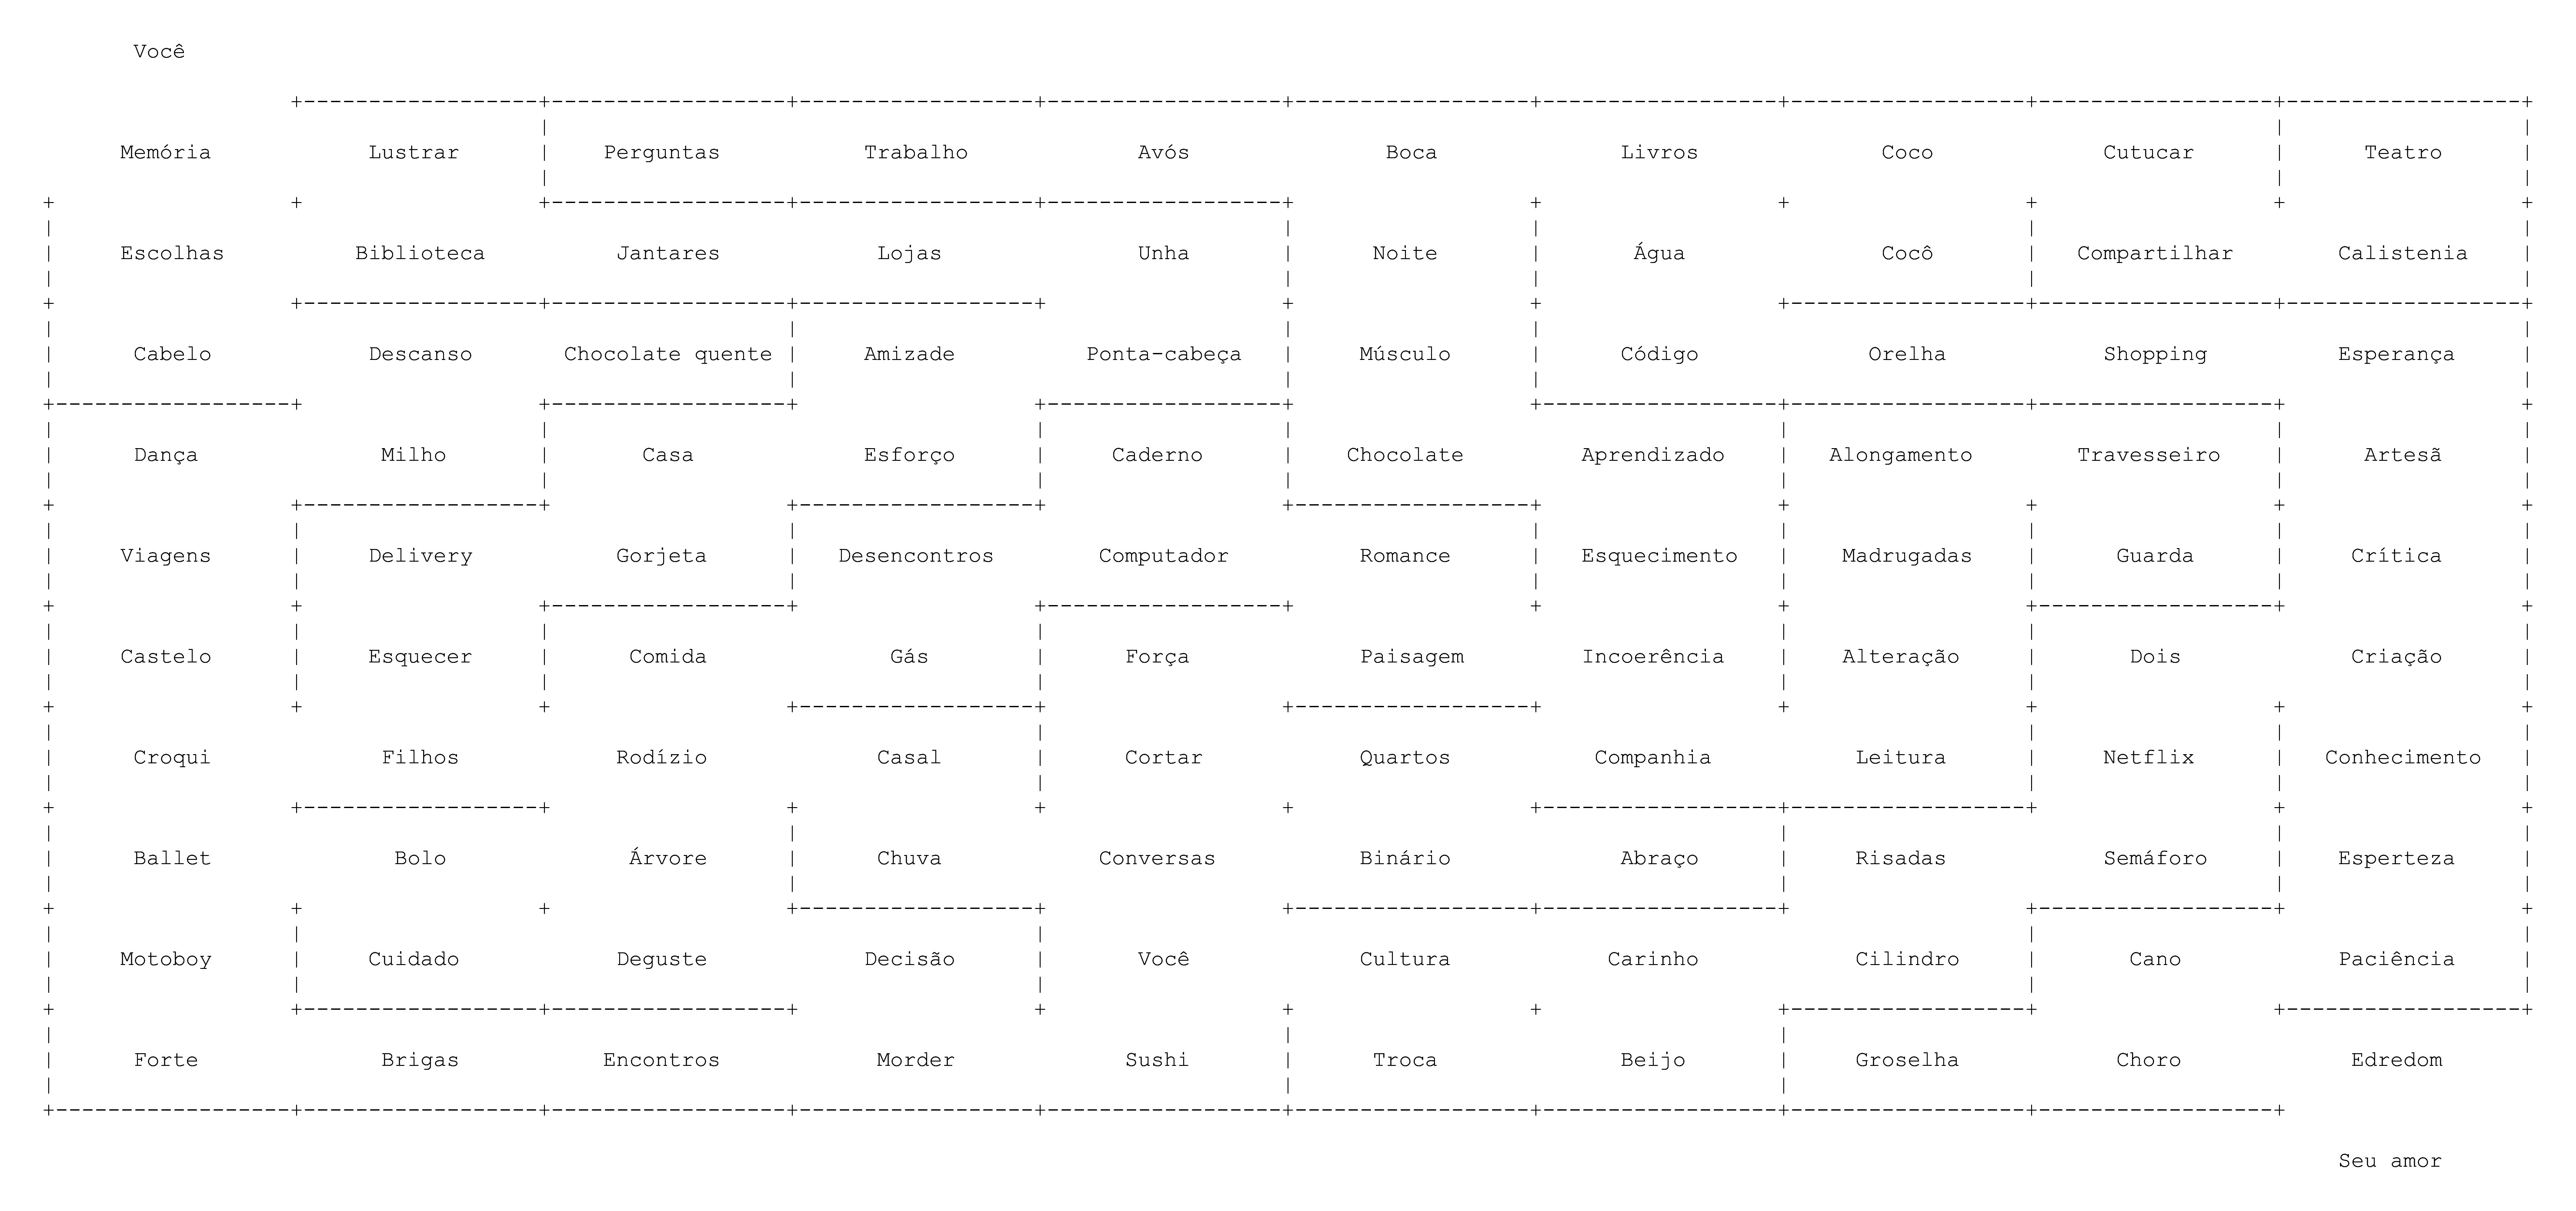 Você
Memória Lustrar Perguntas Trabalho Avós Boca Livros Coco Cutucar Teatro
Escolhas Biblioteca Jantares Lojas Unha Noite Água Cocô Compartilhar Calistenia
Cabelo Descanso Chocolate quente Amizade Ponta-cabeça Músculo Código Orelha Shopping Esperança
Dança Milho Casa Esforço Caderno Chocolate Aprendizado Alongamento Travesseiro Artesã
Viagens Delivery Gorjeta Desencontros Computador Romance Esquecimento Madrugadas Guarda Crítica
Castelo Esquecer Comida Gás Força Paisagem Incoerência Alteração Dois Criação
Croqui Filhos Rodízio Casal Cortar Quartos Companhia Leitura Netflix Conhecimento
Ballet Bolo Árvore Chuva Conversas Binário Abraço Risadas Semáforo Esperteza
Motoboy Cuidado Deguste Decisão Você Cultura Carinho Cilindro Cano Paciência
Forte Brigas Encontros Morder Sushi Troca Beijo Groselha Choro Edredom
Seu amor